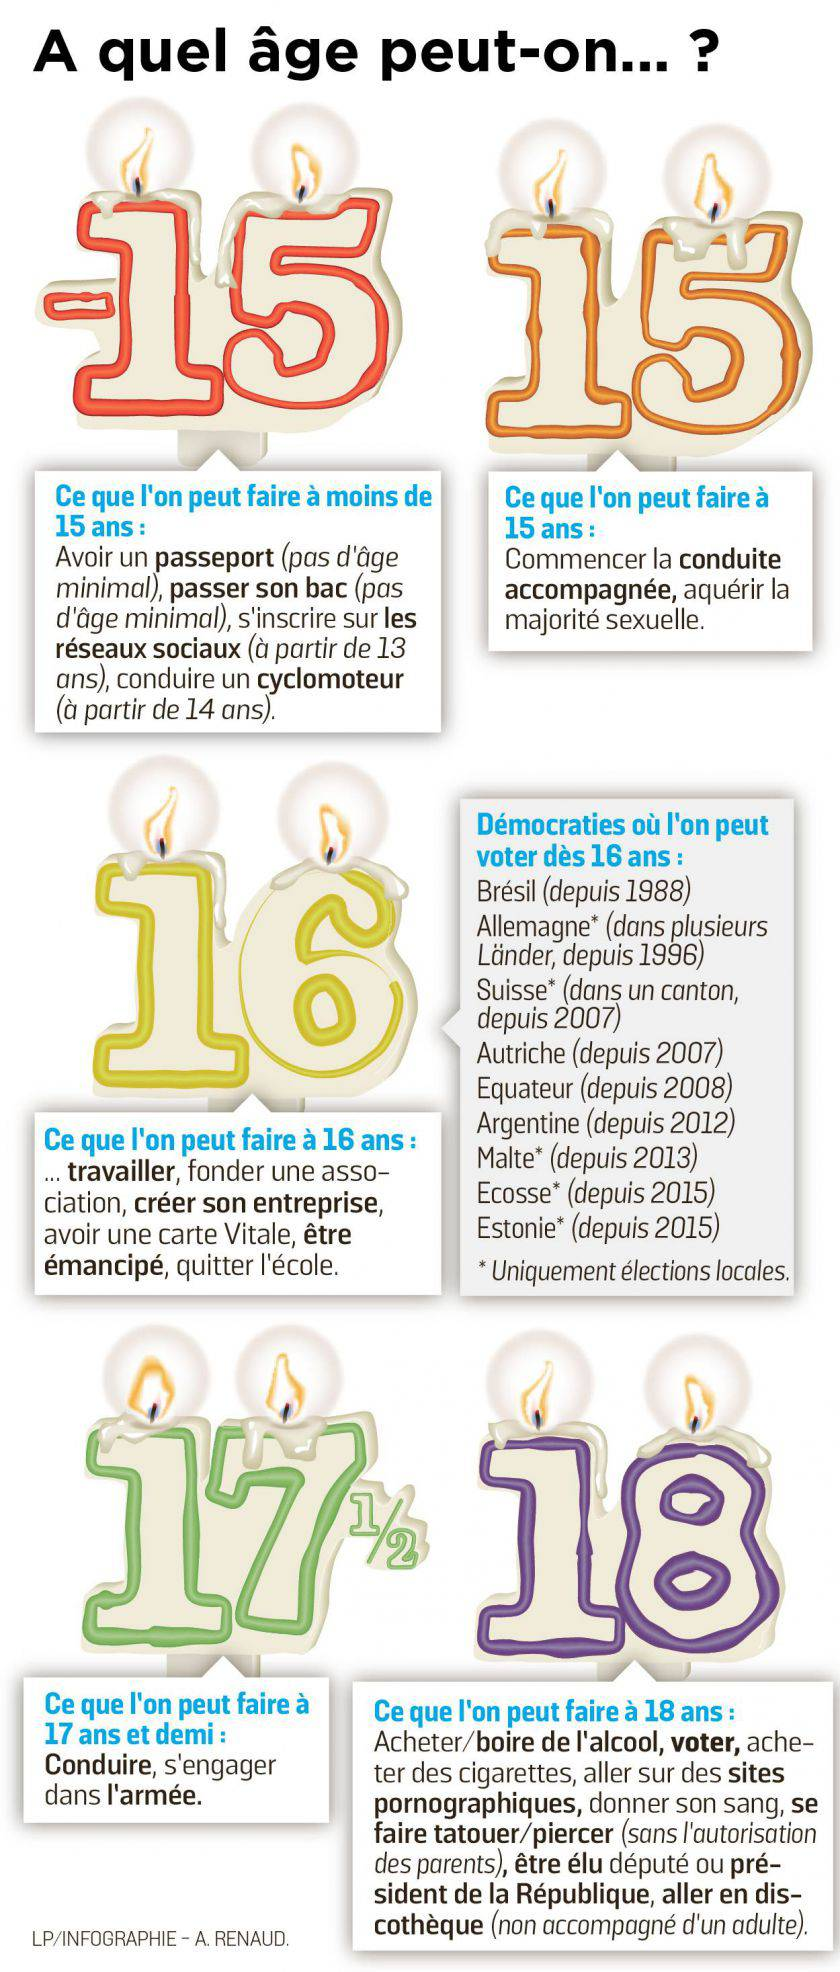 A quel âge peut-on... ?
-15
Ce que l'on peut faire à moins de
15 ans :
Avoir un passeport (pas d'âge
minimal), passer son bac (pas
d'âge minimal), s'inscrire sur les
réseaux sociaux (à partir de 13
ans), conduire un cyclomoteur
(à partir de 14 ans).
15
Ce que l'on peut faire à
15 ans :
Commencer la conduite
accompagnée, aquérir la
majorité sexuelle.
16
Ce que l'on peut faire à 16 ans :
... travailler, fonder une asso-
ciation, créer son entreprise,
avoir une carte Vitale, être
émancipé, quitter l'école.
Démocraties où l'on peut
voter dès 16 ans :
Brésil (depuis 1988)
Allemagne* (dans plusieurs
Länder, depuis 1996)
Suisse* (dans un canton,
depuis 2007)
Autriche (depuis 2007)
Equateur (depuis 2008)
Argentine (depuis 2012)
Malte* (depuis 2013)
Ecosse* (depuis 2015)
Estonie* (depuis 2015)
* Uniquement élections locales.
17 1/2
Ce que l'on peut faire à
17 ans et demi :
Conduire, s'engager
dans l'armée.
18
Ce que l'on peut faire à 18 ans :
Acheter/boire de l'alcool, voter, ache-
ter des cigarettes, aller sur des sites
pornographiques, donner son sang, se
faire tatouer/piercer (sans l'autorisation
des parents), être élu député ou pré-
sident de la République, aller en dis-
cothèque (non accompagné d'un adulte).
LP/INFOGRAPHIE - A. RENAUD.